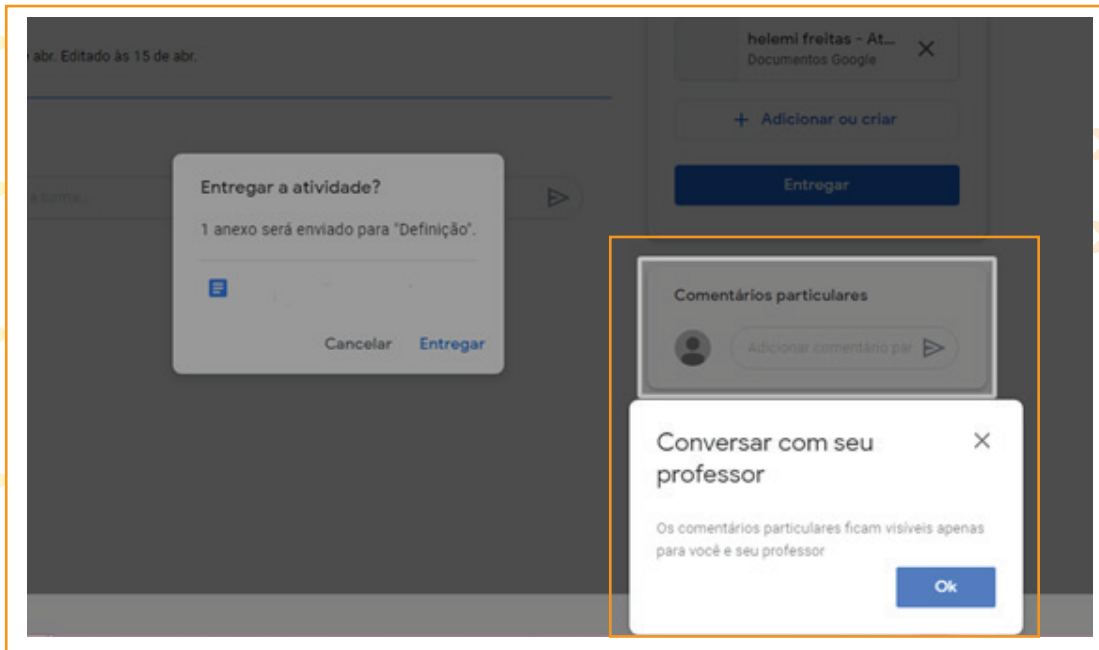 abr. Editado às 15 de abr.
helemi freitas - At...
Documentos Google
+ Adicionar ou criar
Entregar
Entregar a atividade?
1 anexo será enviado para "Definição".
Cancelar Entregar
Comentários particulares
Adicionar comentário par
Conversar com seu
professor
Os comentários particulares ficam visíveis apenas
para você e seu professor
Ok